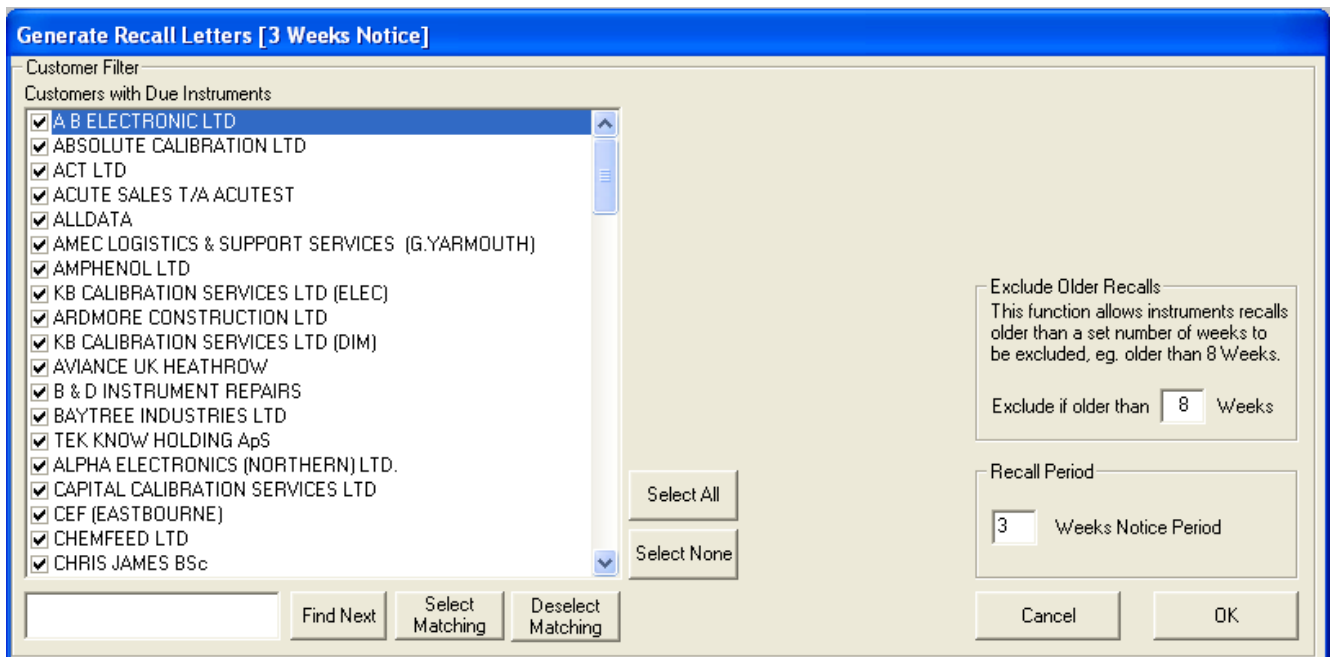 Generate Recall Letters [3 Weeks Notice]
Customer Filter
Customers with Due Instruments
A B ELECTRONIC LTD
ABSOLUTE CALIBRATION LTD
ACT LTD
ACUTE SALES T/A ACUTEST
ALLDATA
AMEC LOGISTICS & SUPPORT SERVICES (G.YARMOUTH)
AMPHENOL LTD
KB CALIBRATION SERVICES LTD (ELEC)
ARDMORE CONSTRUCTION LTD
KB CALIBRATION SERVICES LTD (DIM)
AVIANCE UK HEATHROW
B & D INSTRUMENT REPAIRS
BAYTREE INDUSTRIES LTD
TEK KNOW HOLDING ApS
ALPHA ELECTRONICS (NORTHERN) LTD.
CAPITAL CALIBRATION SERVICES LTD
CEF (EASTBOURNE)
CHEMFEED LTD
CHRIS JAMES BSc
Select All
Select None
Find Next
Select
Matching
Deselect
Matching
Exclude Older Recalls
This function allows instruments recalls
older than a set number of weeks to
be excluded, eg. older than 8 Weeks.
Exclude if older than 8 Weeks
Recall Period
3 Weeks Notice Period
Cancel
OK